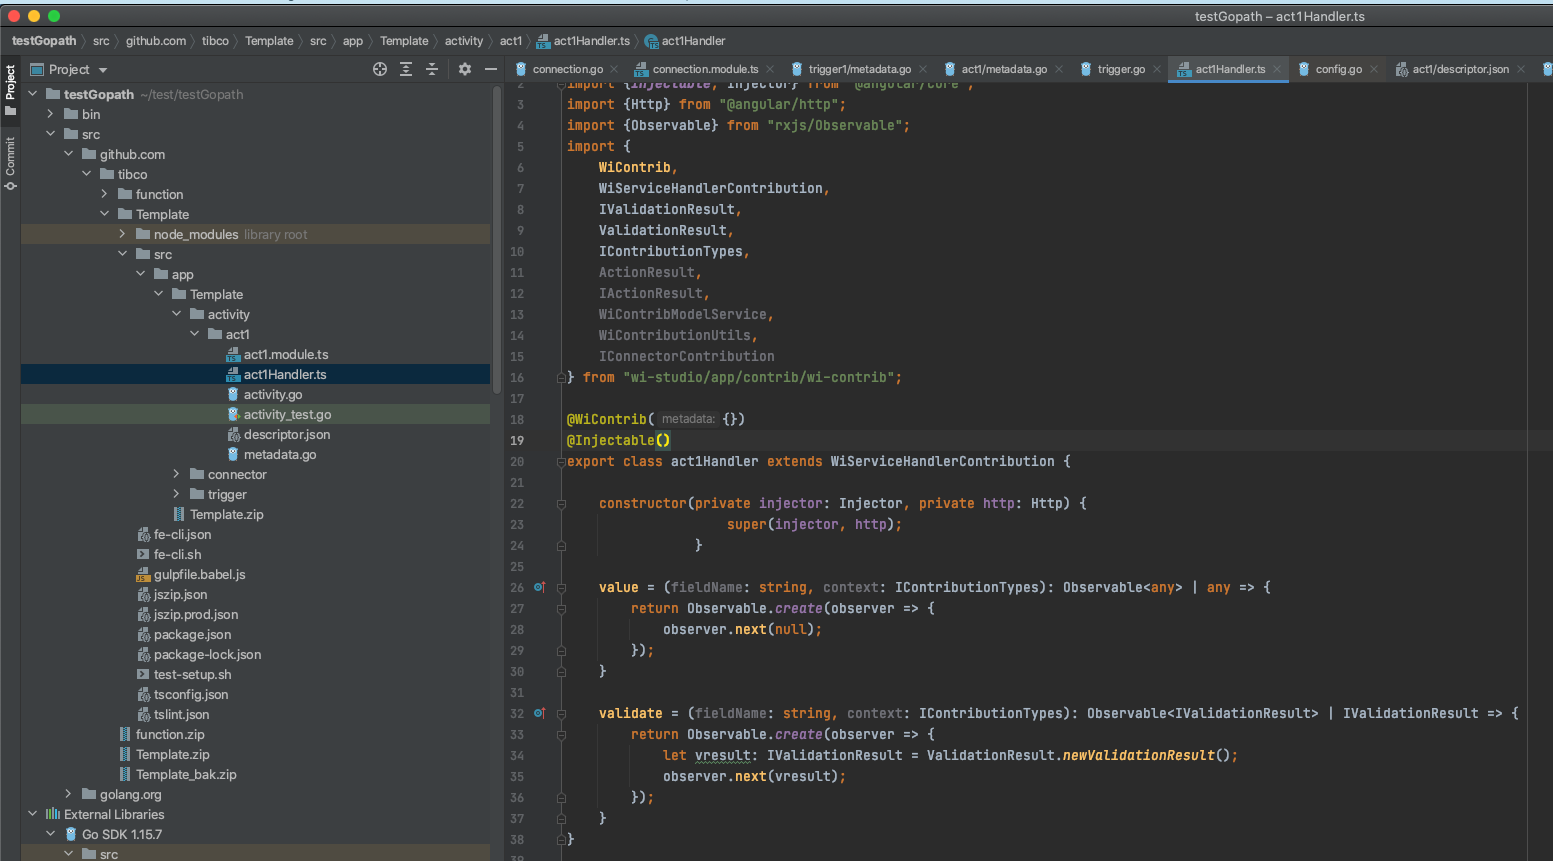 testGopath – act1Handler.ts
testGopath src github.com tibco Template src app Template activity act1 act1Handler.ts act1Handler
Project
connection.go connection.module.ts trigger1/metadata.go act1/metadata.go trigger.go act1Handler.ts config.go act1/descriptor.json
Project
Commit
testGopath ~/test/testGopath
bin
src
github.com
tibco
function
Template
node_modules library root
src
app
Template
activity
act1
act1.module.ts
act1Handler.ts
activity.go
activity_test.go
descriptor.json
metadata.go
connector
trigger
Template.zip
fe-cli.json
fe-cli.sh
gulpfile.babel.js
jszip.json
jszip.prod.json
package.json
package-lock.json
test-setup.sh
tsconfig.json
tslint.json
function.zip
Template.zip
Template_bak.zip
golang.org
External Libraries
Go SDK 1.15.7
src
2 import {Injectable, Injector} from "@angular/core";
3 import {Http} from "@angular/http";
4 import {Observable} from "rxjs/Observable";
5 import {
6 WiContrib,
7 WiServiceHandlerContribution,
8 IValidationResult,
9 ValidationResult,
10 IContributionTypes,
11 ActionResult,
12 IActionResult,
13 WiContribModelService,
14 WiContributionUtils,
15 IConnectorContribution
16 } from "wi-studio/app/contrib/wi-contrib";
17
18 @WiContrib( metadata: {})
19 @Injectable()
20 export class act1Handler extends WiServiceHandlerContribution {
21
22 constructor(private injector: Injector, private http: Http) {
23 super(injector, http);
24 }
25
26 value = (fieldName: string, context: IContributionTypes): Observable<any> | any => {
27 return Observable.create(observer => {
28 observer.next(null);
29 });
30 }
31
32 validate = (fieldName: string, context: IContributionTypes): Observable<IValidationResult> | IValidationResult => {
33 return Observable.create(observer => {
34 let vresult: IValidationResult = ValidationResult.newValidationResult();
35 observer.next(vresult);
36 });
37 }
38 }
39